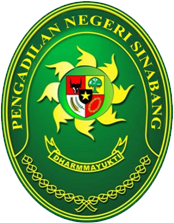 PENGADILAN NEGERI SINABANG
DHARMMAYUKTI